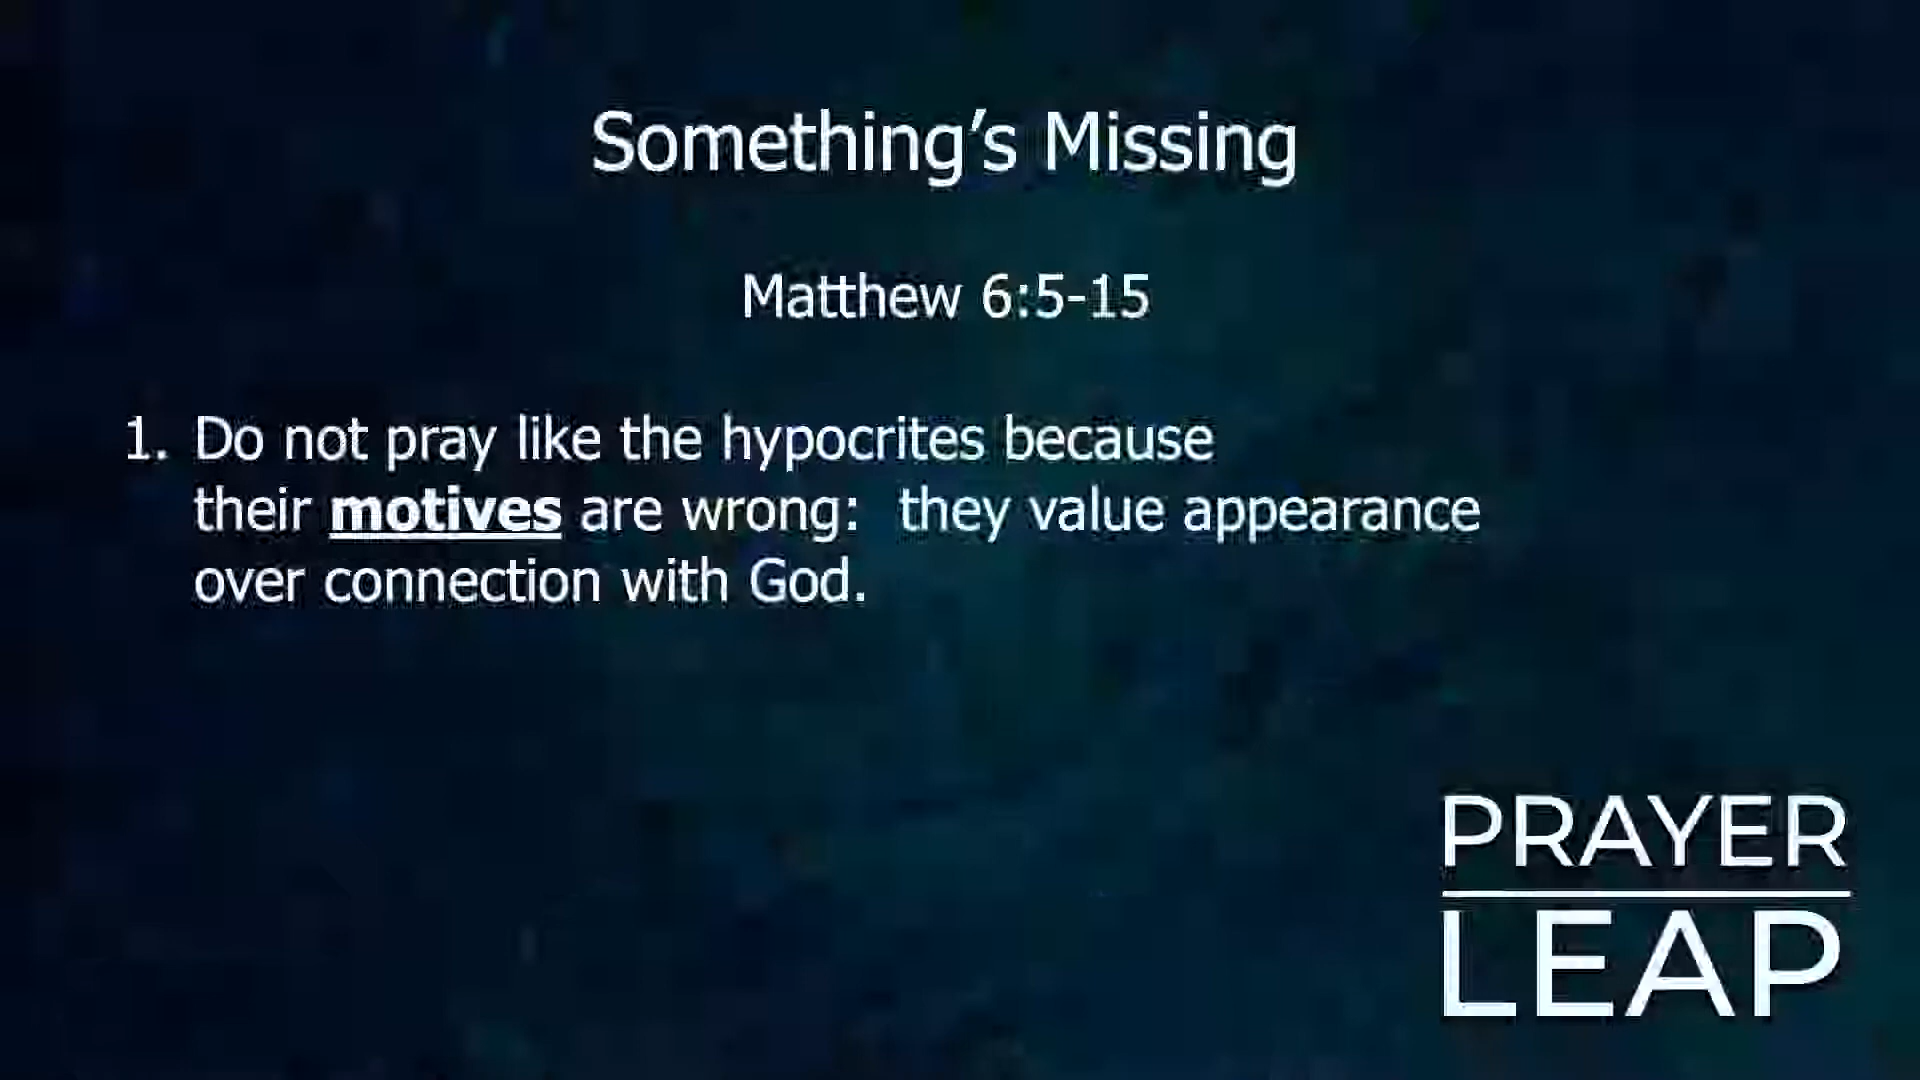 Something’s Missing
Matthew 6:5-15
1. Do not pray like the hypocrites because
their motives are wrong:  they value appearance
over connection with God.
PRAYER
LEAP